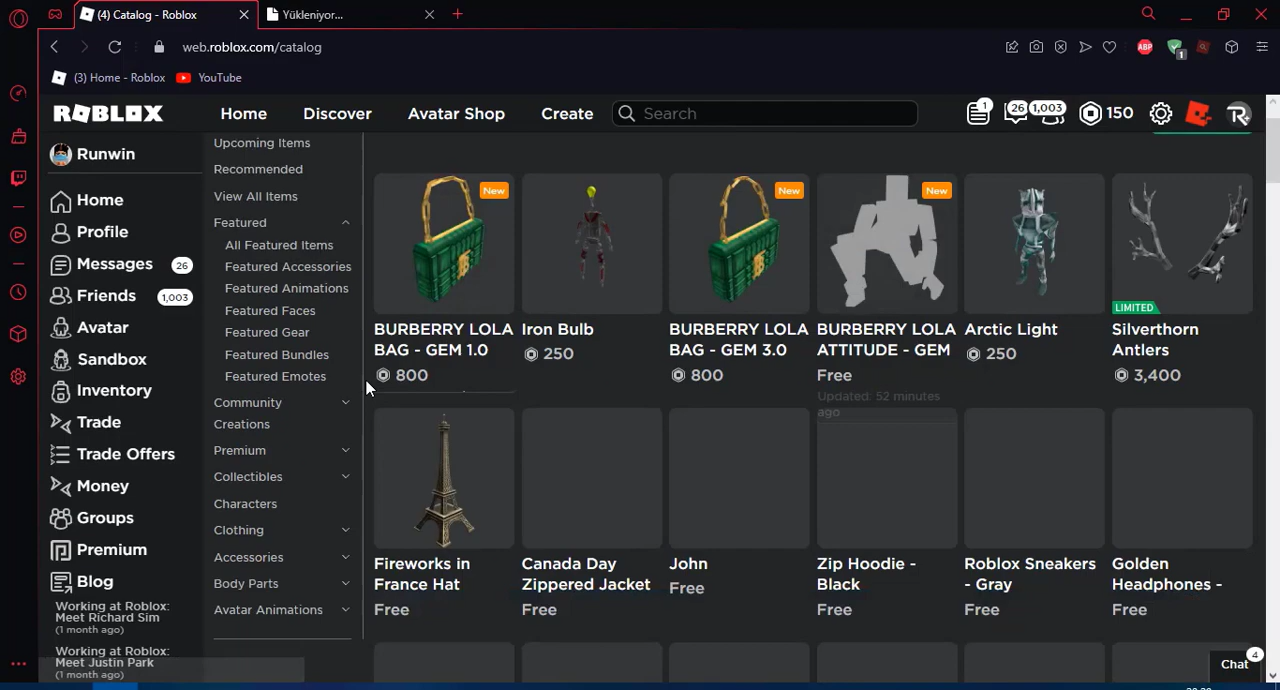 (4) Catalog - Roblox
Yükleniyor...
web.roblox.com/catalog
ABP
1
(3) Home - Roblox
YouTube
ROBLOX
Home
Discover
Avatar Shop
Create
Search
1
26
1,003
150
Runwin
Home
Profile
Messages
26
Friends
1,003
Avatar
Sandbox
Inventory
Trade
Trade Offers
Money
Groups
Premium
Blog
Working at Roblox:
Meet Richard Sim
(1 month ago)
Working at Roblox:
Meet Justin Park
(1 month ago)
Upcoming Items
Recommended
View All Items
Featured
All Featured Items
Featured Accessories
Featured Animations
Featured Faces
Featured Gear
Featured Bundles
Featured Emotes
Community
Creations
Premium
Collectibles
Characters
Clothing
Accessories
Body Parts
Avatar Animations
New
BURBERRY LOLA
BAG - GEM 1.0
800
Iron Bulb
250
New
BURBERRY LOLA
BAG - GEM 3.0
800
New
BURBERRY LOLA
ATTITUDE - GEM
Free
Updated: 52 minutes
ago
Arctic Light
250
LIMITED
Silverthorn
Antlers
3,400
Fireworks in
France Hat
Free
Canada Day
Zippered Jacket
Free
John
Free
Zip Hoodie -
Black
Free
Roblox Sneakers
- Gray
Free
Golden
Headphones -
Free
Chat
4